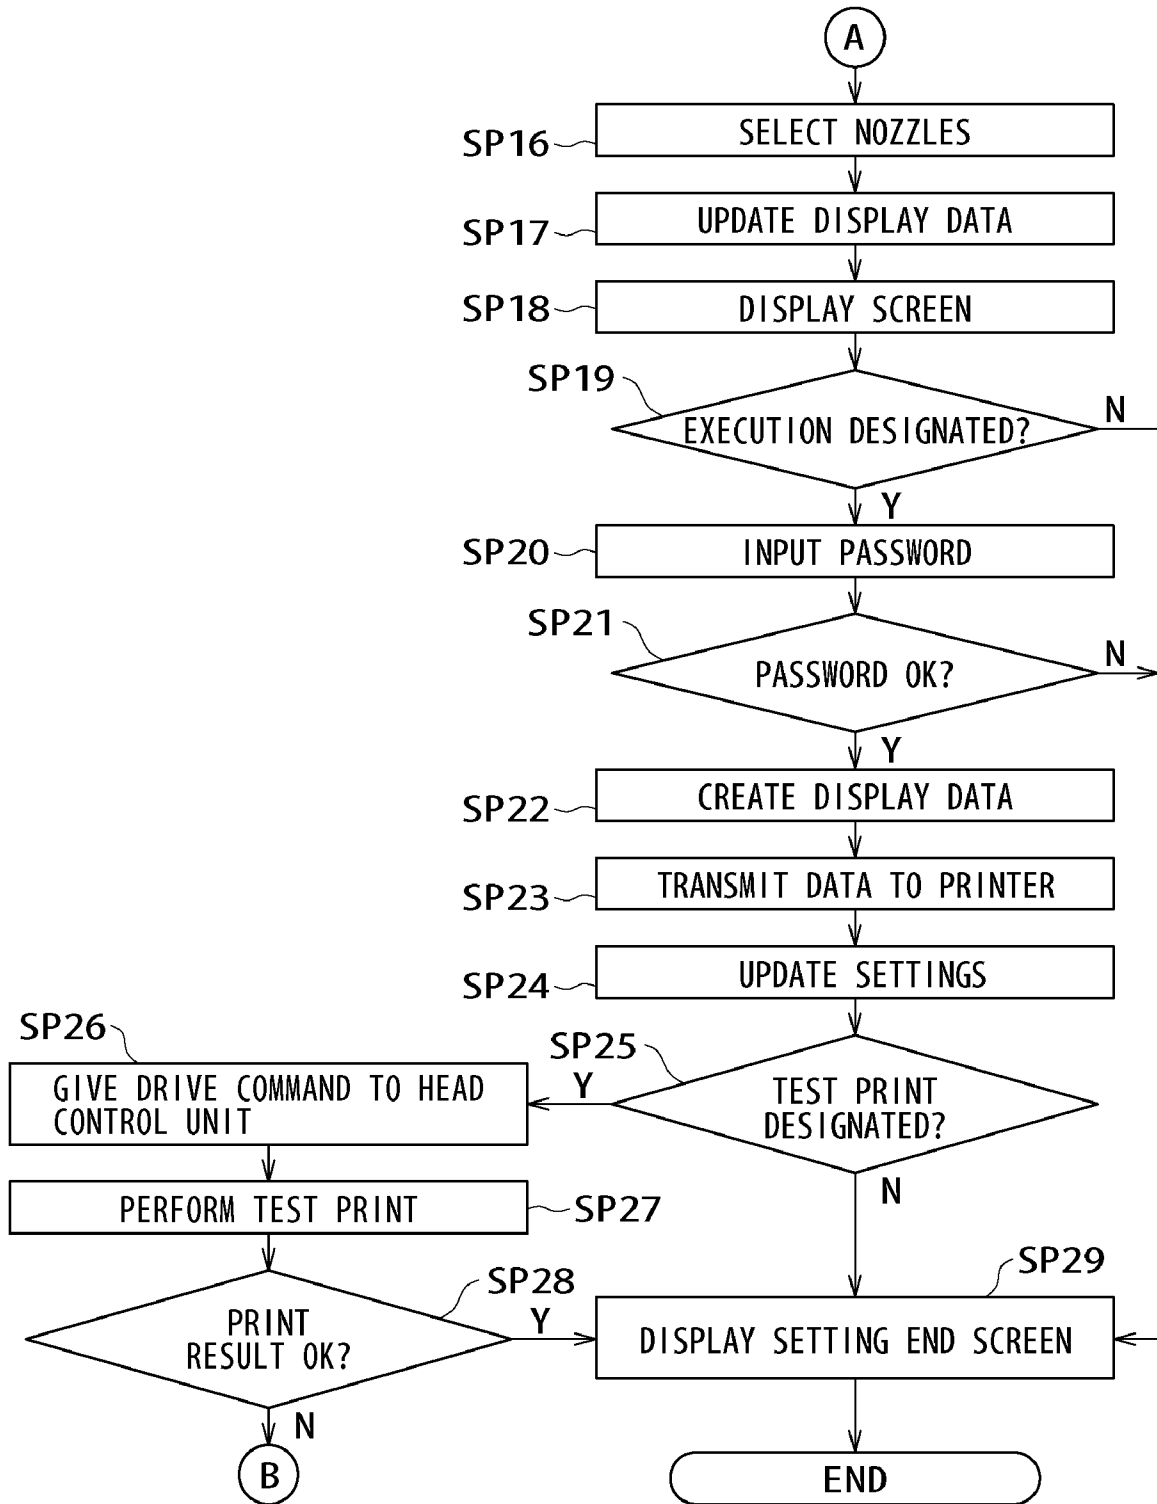 A
SP16
SELECT NOZZLES
SP17
UPDATE DISPLAY DATA
SP18
DISPLAY SCREEN
SP19
EXECUTION DESIGNATED?
N
Y
SP20
INPUT PASSWORD
SP21
PASSWORD OK?
N
Y
SP22
CREATE DISPLAY DATA
SP23
TRANSMIT DATA TO PRINTER
SP24
UPDATE SETTINGS
SP25
TEST PRINT
DESIGNATED?
Y
N
SP26
GIVE DRIVE COMMAND TO HEAD
CONTROL UNIT
PERFORM TEST PRINT
SP27
SP28
PRINT
RESULT OK?
Y
N
SP29
DISPLAY SETTING END SCREEN
B
END